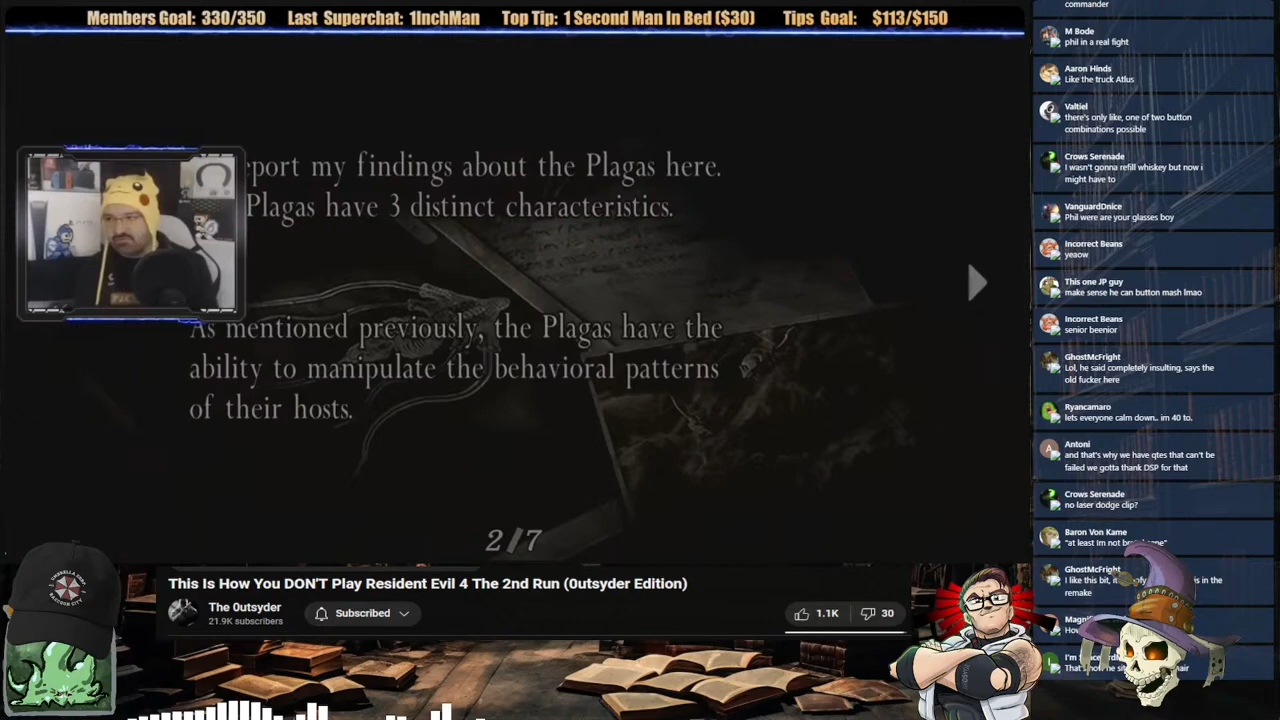 Members Goal: 330/350 Last Superchat: 1InchMan Top Tip: 1 Second Man In Bed ($30) Tips Goal: $113/$150
port my findings about the Plagas here.
Plagas have 3 distinct characteristics.
As mentioned previously, the Plagas have the
ability to manipulate the behavioral patterns
of their hosts.
2/7
This Is How You DON'T Play Resident Evil 4 The 2nd Run (0utsyder Edition)
The 0utsyder
21.9K subscribers
Subscribed
1.1K
30
UMBRELLA CORP.
RACCOON CITY
commander
M Bode
phil in a real fight
Aaron Hinds
Like the truck Atlus
Valtiel
there's only like, one of two button
combinations possible
Crows Serenade
I wasn't gonna refill whiskey but now i
might have to
VanguardDnice
Phil were are your glasses boy
Incorrect Beans
yeaow
This one JP guy
make sense he can button mash lmao
Incorrect Beans
senior beenior
GhostMcFright
Lol, he said completely insulting, says the
old fucker here
Ryancamaro
lets everyone calm down.. im 40 to.
Antoni
and that's why we have qtes that can't be
failed we gotta thank DSP for that
Crows Serenade
no laser dodge clip?
Baron Von Kame
"at least Im not
GhostMcFright
I like this bit, it is in the
remake